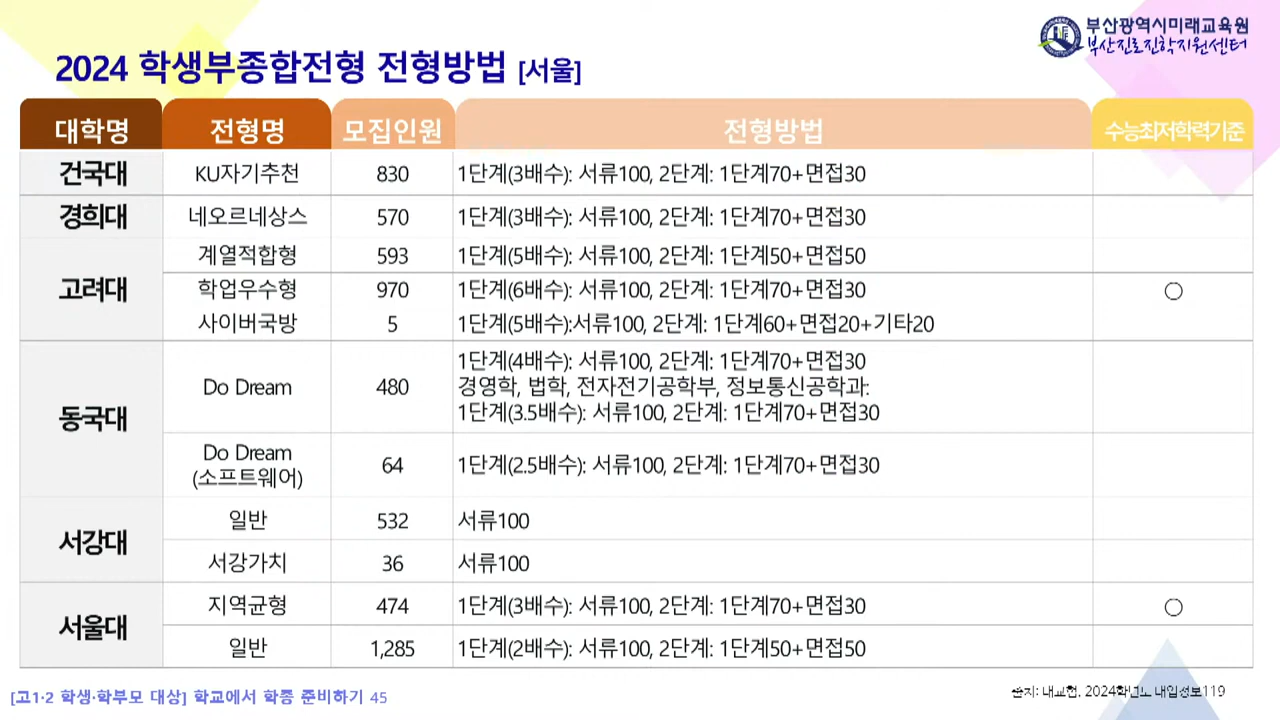 부산광역시미래교육원
부산진로진학지원센터
2024 학생부종합전형 전형방법 [서울]
대학명 전형명 모집인원 전형방법 수능최저학력기준
건국대 KU자기추천 830 1단계(3배수): 서류100, 2단계: 1단계70+면접30
경희대 네오르네상스 570 1단계(3배수): 서류100, 2단계: 1단계70+면접30
고려대 계열적합형 593 1단계(5배수): 서류100, 2단계: 1단계50+면접50
학업우수형 970 1단계(6배수): 서류100, 2단계: 1단계70+면접30 ○
사이버국방 5 1단계(5배수):서류100, 2단계: 1단계60+면접20+기타20
동국대 Do Dream 480 1단계(4배수): 서류100, 2단계: 1단계70+면접30
경영학, 법학, 전자전기공학부, 정보통신공학과:
1단계(3.5배수): 서류100, 2단계: 1단계70+면접30
Do Dream
(소프트웨어) 64 1단계(2.5배수): 서류100, 2단계: 1단계70+면접30
서강대 일반 532 서류100
서강가치 36 서류100
서울대 지역균형 474 1단계(3배수): 서류100, 2단계: 1단계70+면접30 ○
일반 1,285 1단계(2배수): 서류100, 2단계: 1단계50+면접50
[고1·2 학생·학부모 대상] 학교에서 학종 준비하기 45
출처: 대교협, 2024학년도 대입정보119